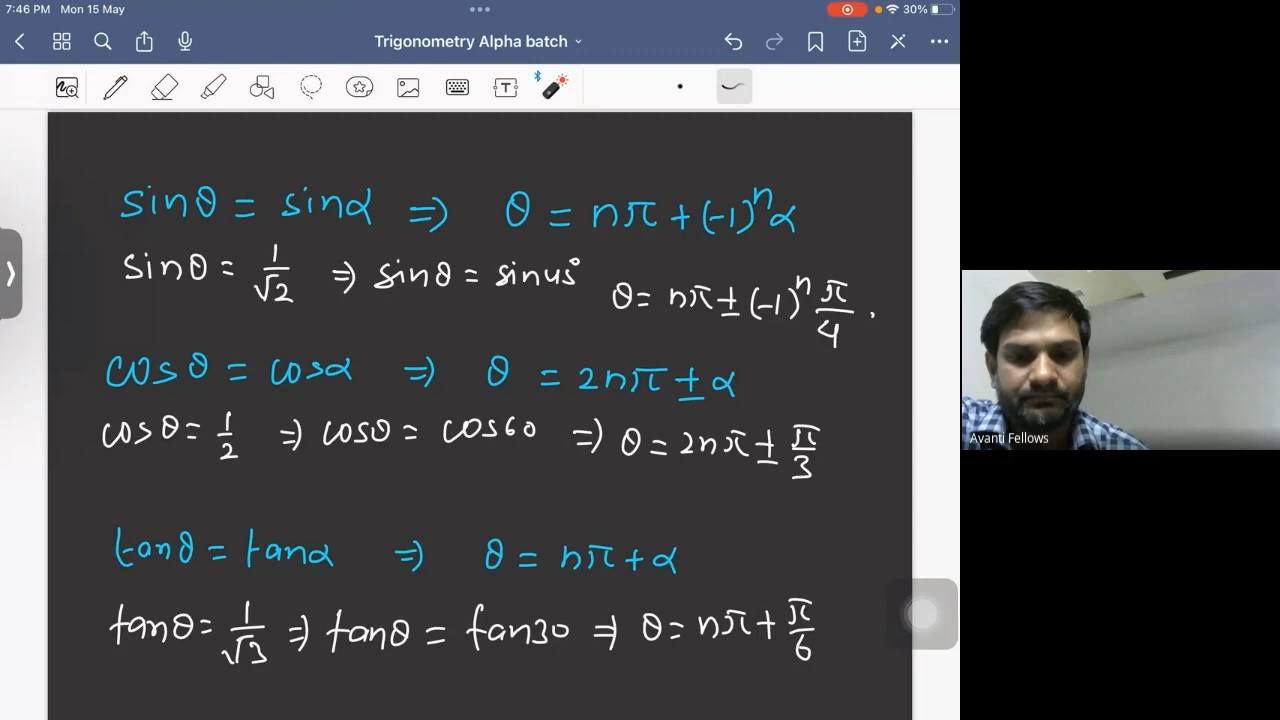 7:46 PM Mon 15 May
30%
Trigonometry Alpha batch
T
sinθ = sinα ⇒ θ = nπ + (-1)ⁿα
sinθ = 1/√2 ⇒ sinθ = sin45° θ = nπ ± (-1)ⁿ π/4 .
cosθ = cosα ⇒ θ = 2nπ ± α
cosθ = 1/2 ⇒ cosθ = cos60 ⇒ θ = 2nπ ± π/3
tanθ = tanα ⇒ θ = nπ + α
tanθ = 1/√3 ⇒ tanθ = tan30 ⇒ θ = nπ + π/6
Avanti Fellows